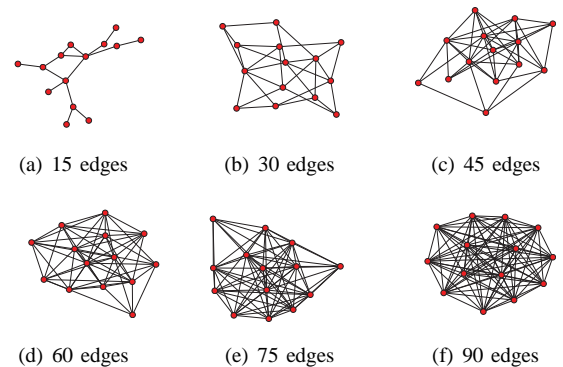 (a) 15 edges
(b) 30 edges
(c) 45 edges
(d) 60 edges
(e) 75 edges
(f) 90 edges